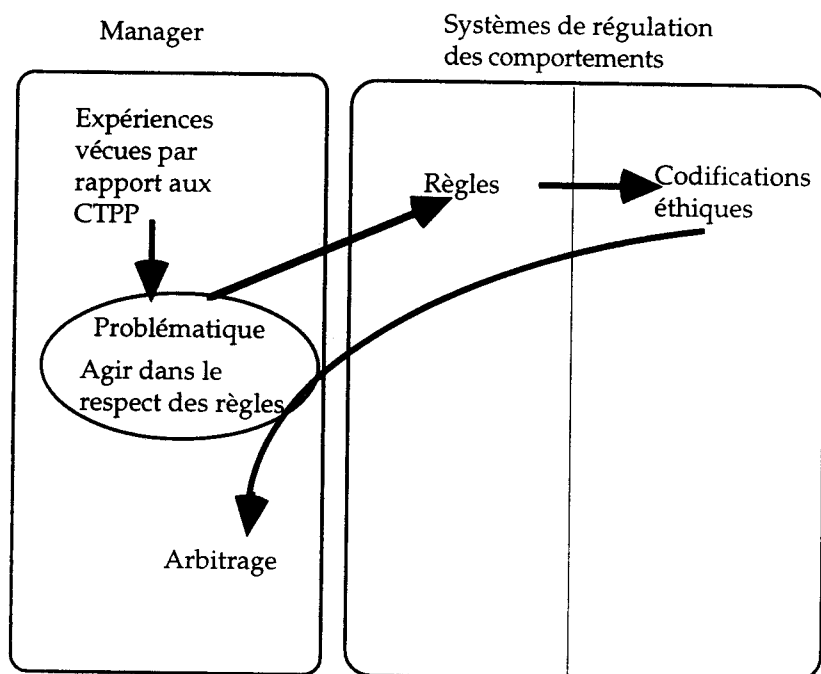 Manager
Systèmes de régulation
des comportements
Expériences
vécues par
rapport aux
CTPP
Règles
Codifications
éthiques
Problématique
Agir dans le
respect des règles
Arbitrage